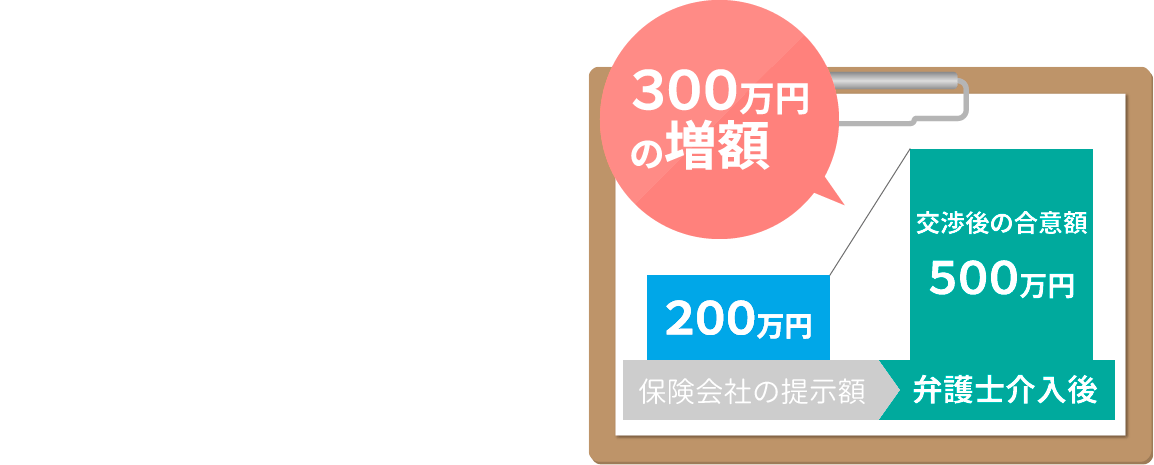 300万円
の増額
交渉後の合意額
500万円
200万円
保険会社の提示額
弁護士介入後